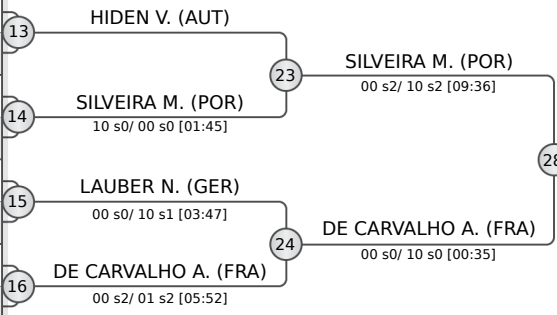 HIDEN V. (AUT)
13
23
SILVEIRA M. (POR)
00 s2/ 10 s2 [09:36]
SILVEIRA M. (POR)
14
10 s0/ 00 s0 [01:45]
28
LAUBER N. (GER)
15
00 s0/ 10 s1 [03:47]
24
DE CARVALHO A. (FRA)
00 s0/ 10 s0 [00:35]
DE CARVALHO A. (FRA)
16
00 s2/ 01 s2 [05:52]